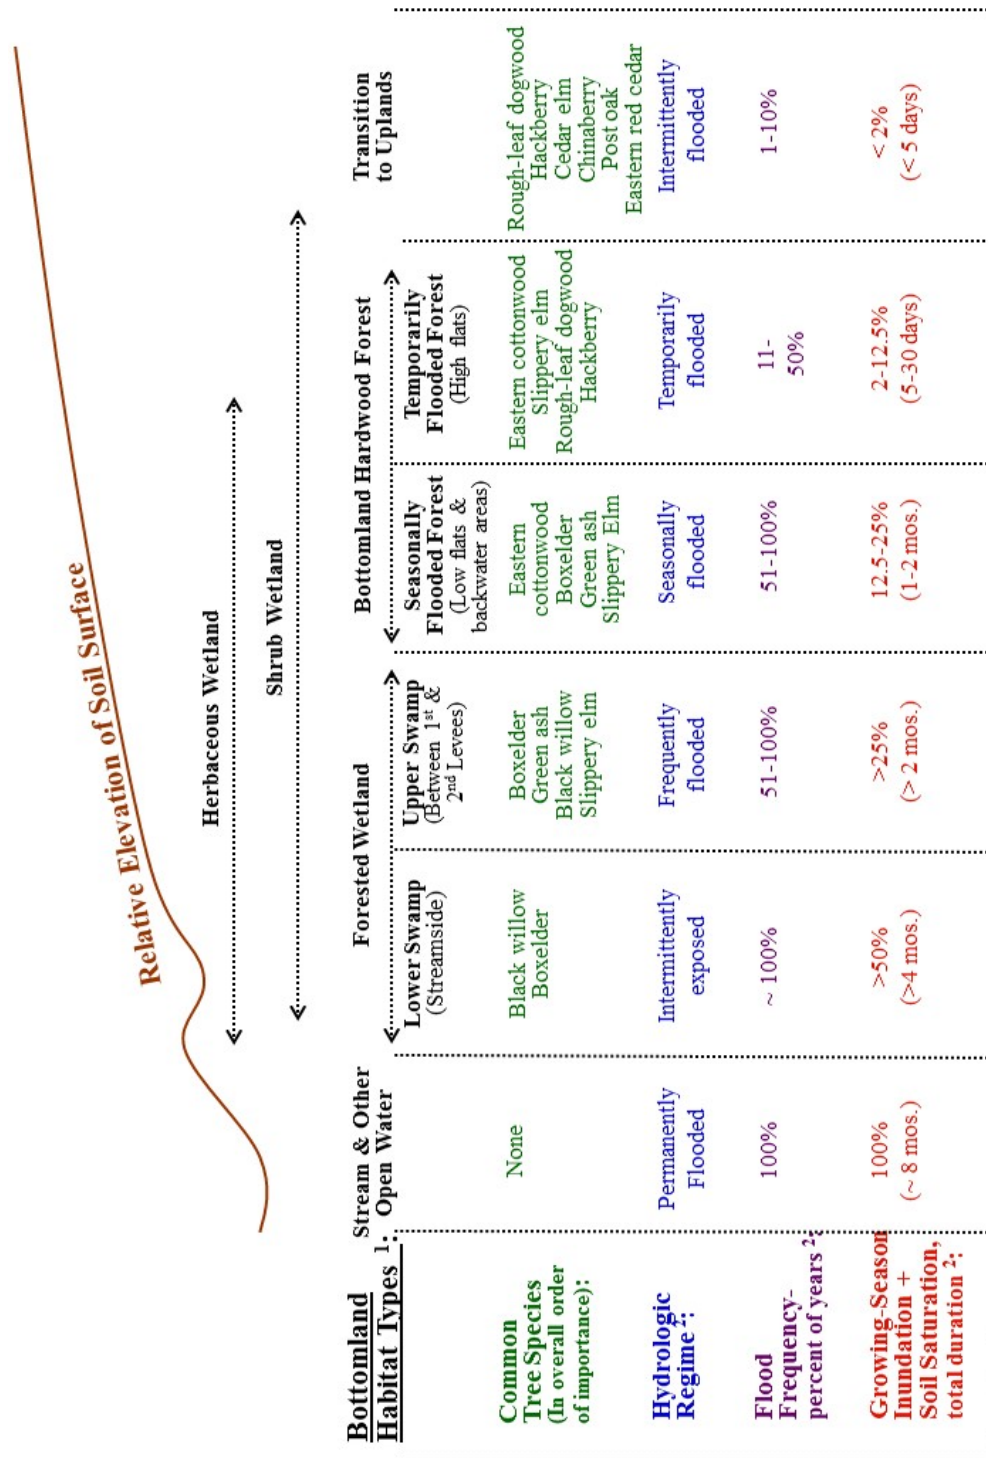 Relative Elevation of Soil Surface
Herbaceous Wetland
Shrub Wetland
Bottomland
Habitat Types 1:
Stream & Other
Open Water
Forested Wetland
Lower Swamp
(Streamside)
Upper Swamp
(Between 1st &
2nd Levees)
Bottomland Hardwood Forest
Seasonally
Flooded Forest
(Low flats &
backwater areas)
Temporarily
Flooded Forest
(High flats)
Transition
to Uplands
Common
Tree Species
(In overall order
of importance):
None
Black willow
Boxelder
Boxelder
Green ash
Black willow
Slippery elm
Eastern
cottonwood
Boxelder
Green ash
Slippery Elm
Eastern cottonwood
Slippery elm
Rough-leaf dogwood
Hackberry
Rough-leaf dogwood
Hackberry
Cedar elm
Chinaberry
Post oak
Eastern red cedar
Hydrologic
Regime 2:
Permanently
Flooded
Intermittently
exposed
Frequently
flooded
Seasonally
flooded
Temporarily
flooded
Intermittently
flooded
Flood
Frequency-
percent of years 2:
100%
~ 100%
51-100%
51-100%
11-
50%
1-10%
Growing-Season
Inundation +
Soil Saturation,
total duration 2:
100%
(~ 8 mos.)
>50%
(>4 mos.)
>25%
(> 2 mos.)
12.5-25%
(1-2 mos.)
2-12.5%
(5-30 days)
< 2%
(< 5 days)